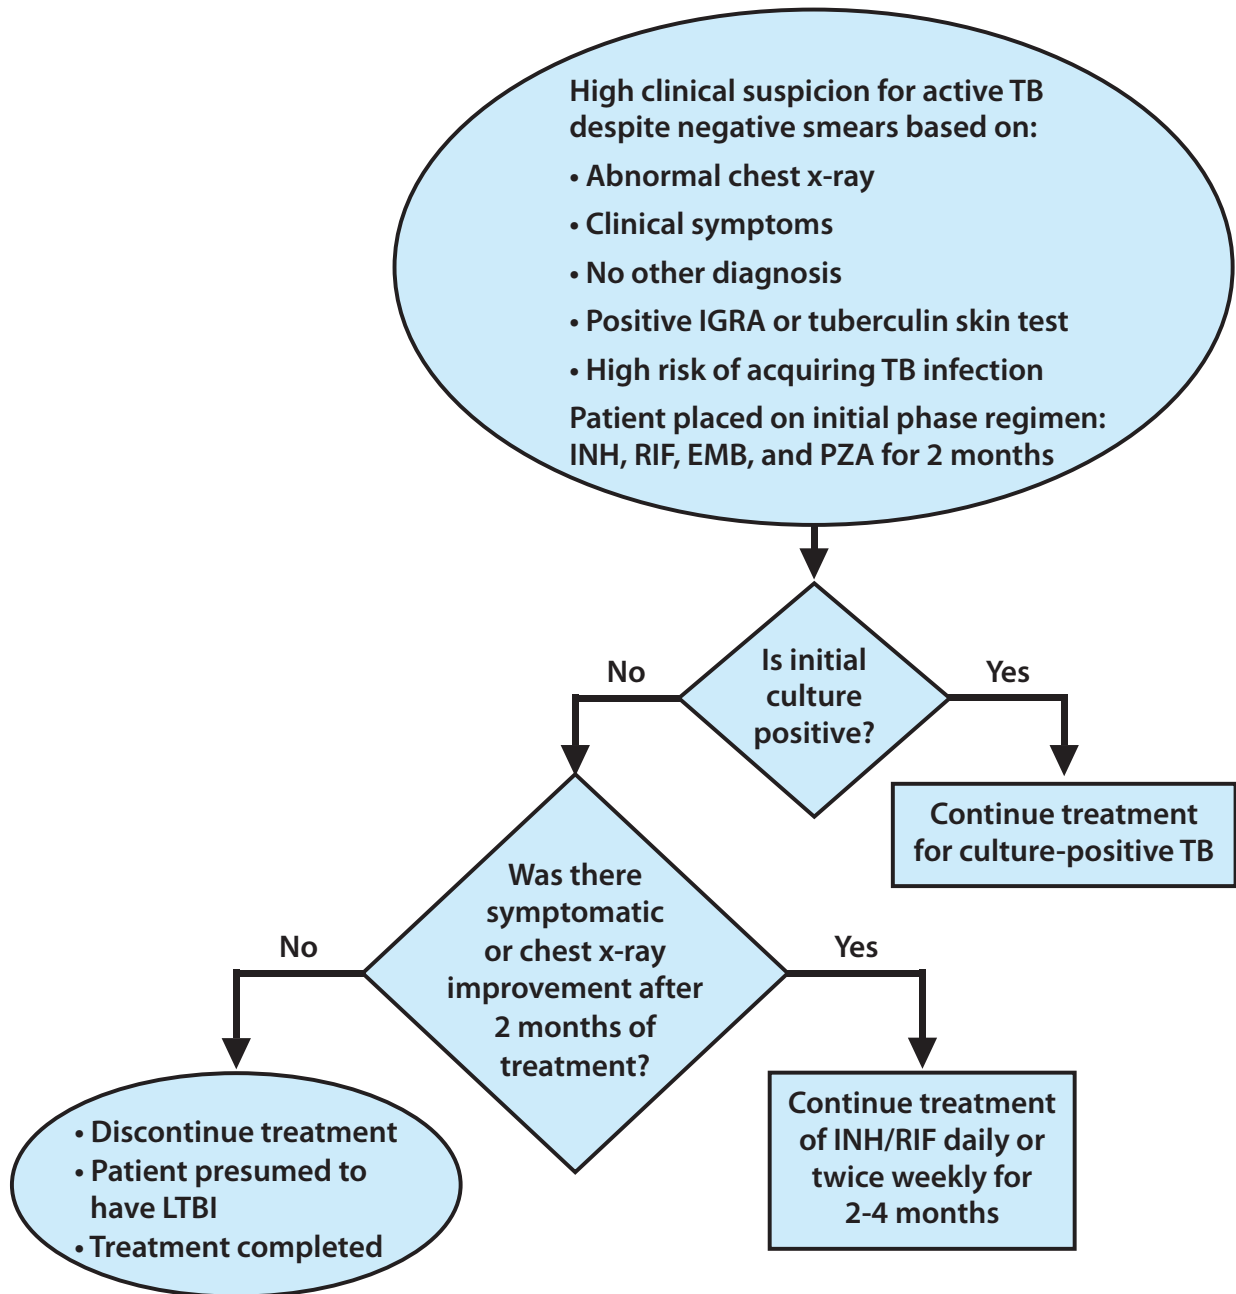 High clinical suspicion for active TB
despite negative smears based on:
• Abnormal chest x-ray
• Clinical symptoms
• No other diagnosis
• Positive IGRA or tuberculin skin test
• High risk of acquiring TB infection
Patient placed on initial phase regimen:
INH, RIF, EMB, and PZA for 2 months
Is initial
culture
positive?
No
Yes
Continue treatment
for culture-positive TB
Was there
symptomatic
or chest x-ray
improvement after
2 months of
treatment?
No
Yes
• Discontinue treatment
• Patient presumed to
have LTBI
• Treatment completed
Continue treatment
of INH/RIF daily or
twice weekly for
2-4 months